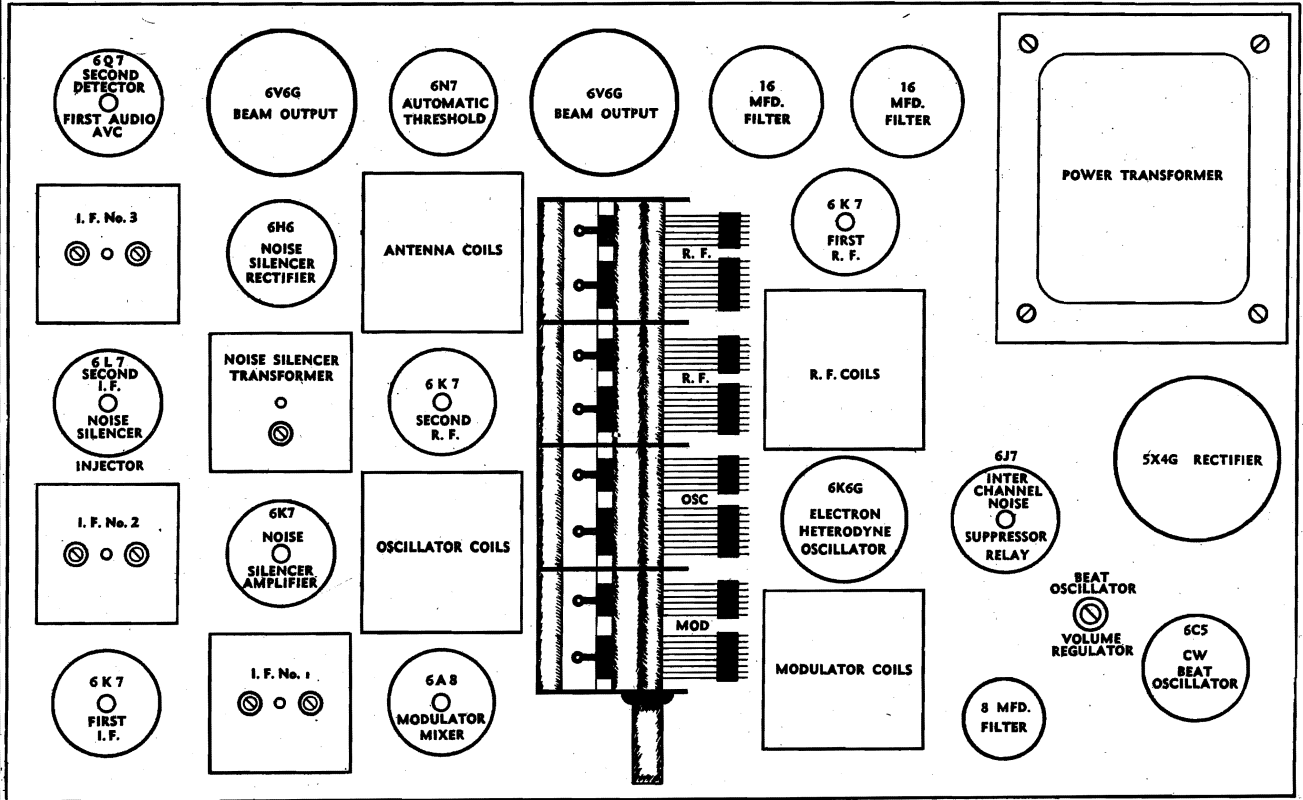 6Q7
SECOND
DETECTOR
FIRST AUDIO
AVC
6V6G
BEAM OUTPUT
6N7
AUTOMATIC
THRESHOLD
6V6G
BEAM OUTPUT
16
MFD.
FILTER
16
MFD.
FILTER
POWER TRANSFORMER
I. F. No. 3
6H6
NOISE
SILENCER
RECTIFIER
ANTENNA COILS
R. F.
6K7
FIRST
R. F.
6L7
SECOND
I. F.
NOISE
SILENCER
INJECTOR
NOISE SILENCER
TRANSFORMER
6K7
SECOND
R. F.
R. F.
R. F. COILS
5X4G RECTIFIER
I. F. No. 2
6K7
NOISE
SILENCER
AMPLIFIER
OSCILLATOR COILS
OSC
6K6G
ELECTRON
HETERODYNE
OSCILLATOR
6J7
INTER
CHANNEL
NOISE
SUPPRESSOR
RELAY
BEAT
OSCILLATOR
VOLUME
REGULATOR
6C5
CW
BEAT
OSCILLATOR
6K7
FIRST
I. F.
I. F. No. 1
6A8
MODULATOR
MIXER
MOD
MODULATOR COILS
8 MFD.
FILTER